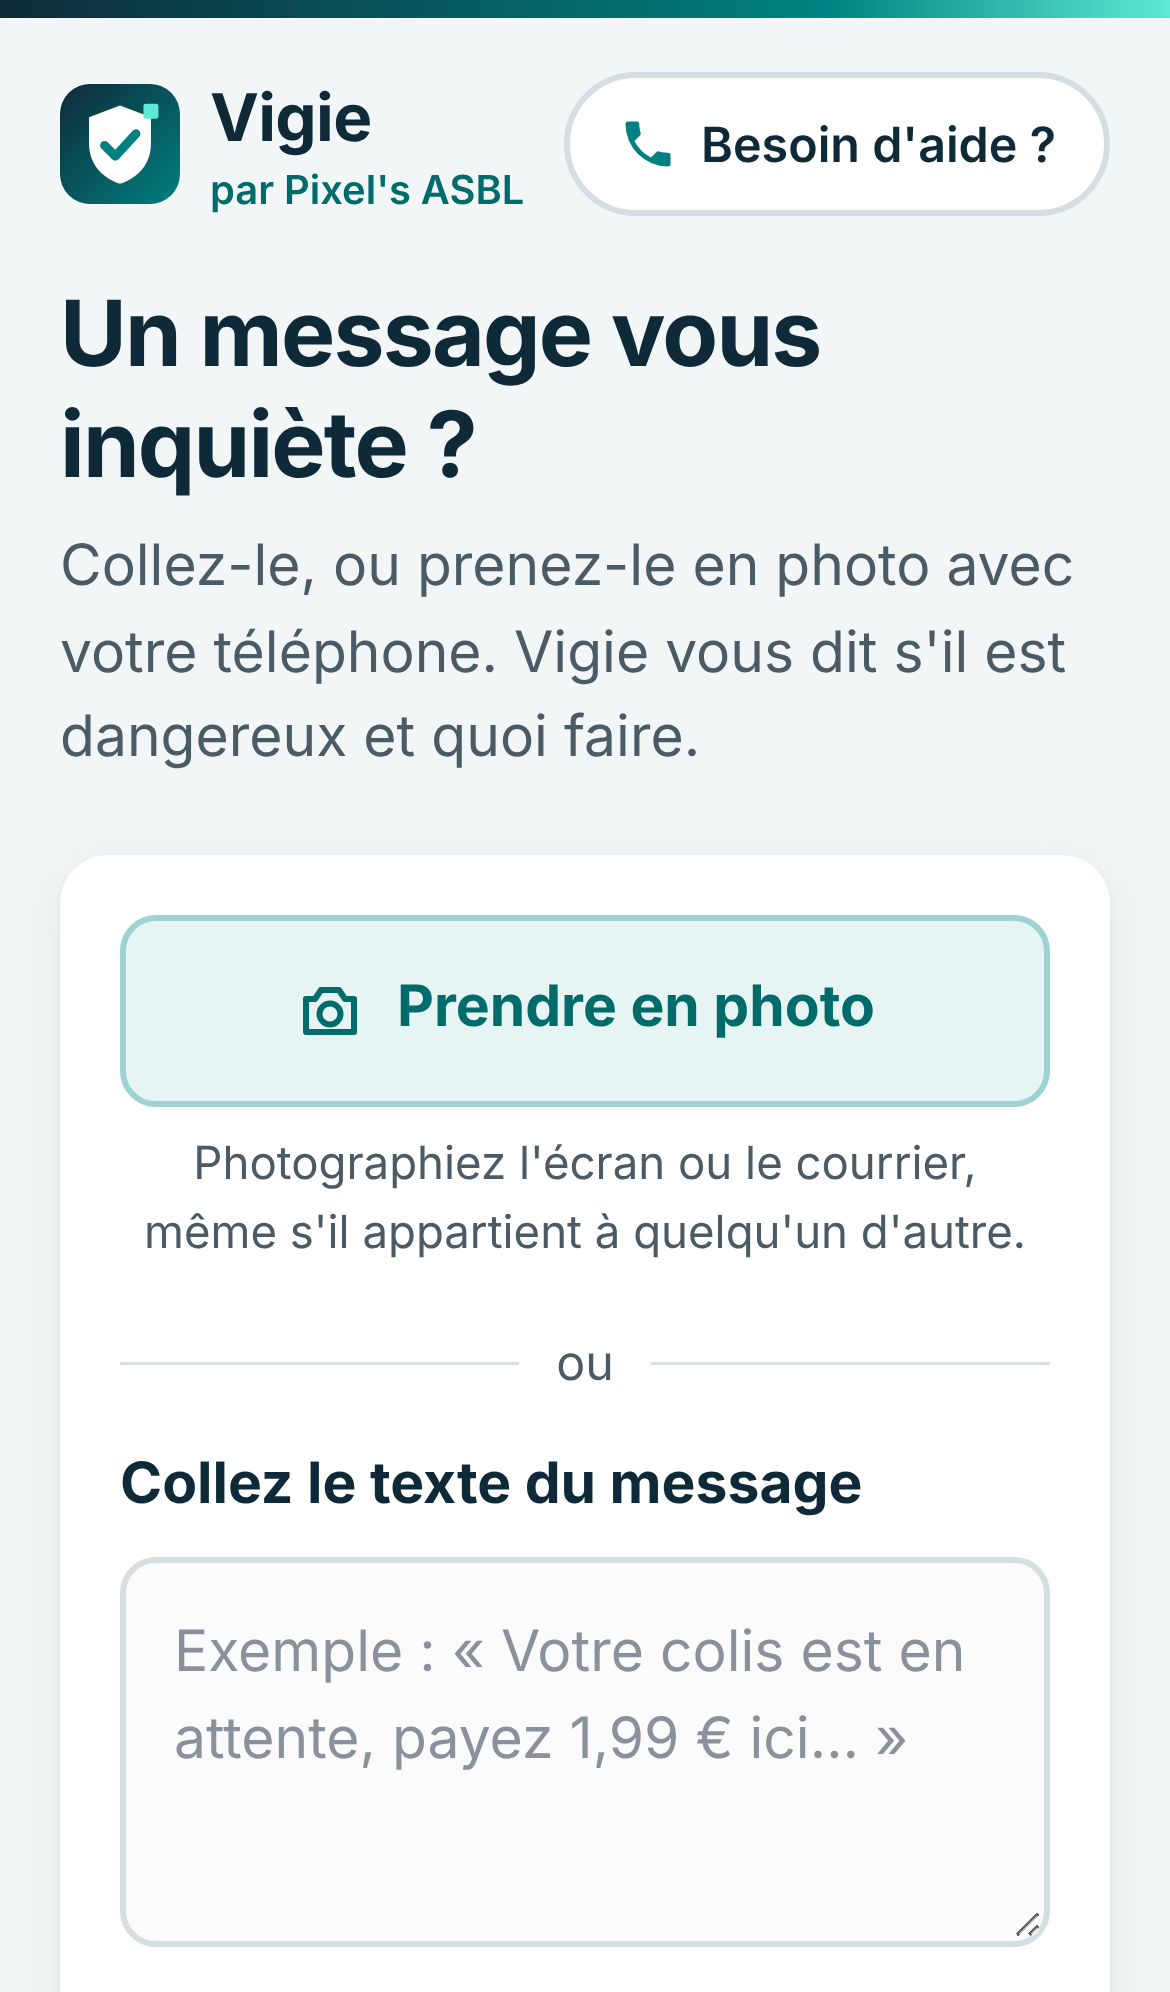 Vigie
par Pixel's ASBL
Besoin d'aide ?
Un message vous
inquiète ?
Collez-le, ou prenez-le en photo avec
votre téléphone. Vigie vous dit s'il est
dangereux et quoi faire.
Prendre en photo
Photographiez l'écran ou le courrier,
même s'il appartient à quelqu'un d'autre.
ou
Collez le texte du message
Exemple : « Votre colis est en
attente, payez 1,99 € ici… »